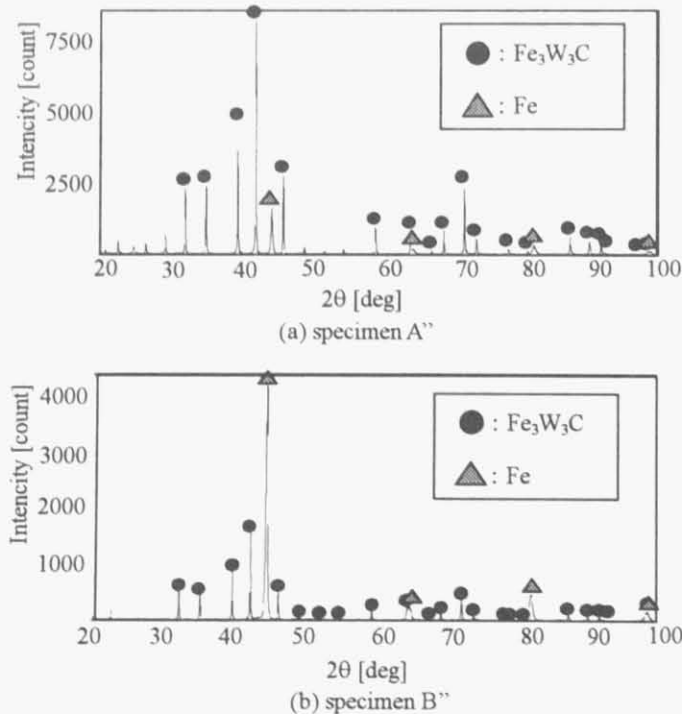 7500
5000
2500
Intencity [count]
: Fe₃W₃C
: Fe
20 30 40 50 60 70 80 90 100
2θ [deg]
(a) specimen A”
4000
3000
2000
1000
Intencity [count]
: Fe₃W₃C
: Fe
20 30 40 50 60 70 80 90 100
2θ [deg]
(b) specimen B”